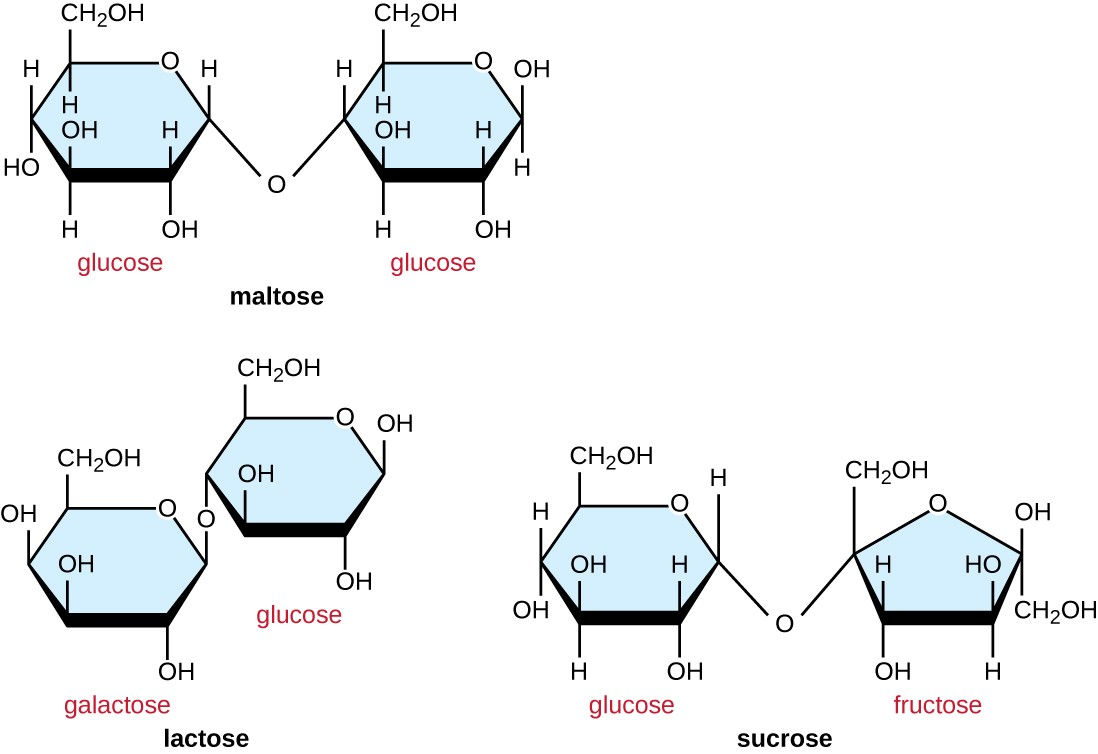 CH2OH CH2OH
H O H H O OH
H H
OH H OH H
HO O H
H OH H OH
glucose glucose
maltose
CH2OH
O OH
CH2OH OH
OH O O
OH OH
glucose
OH
galactose
lactose
CH2OH H CH2OH
H O O OH
OH H H HO
OH O CH2OH
H OH OH H
glucose fructose
sucrose